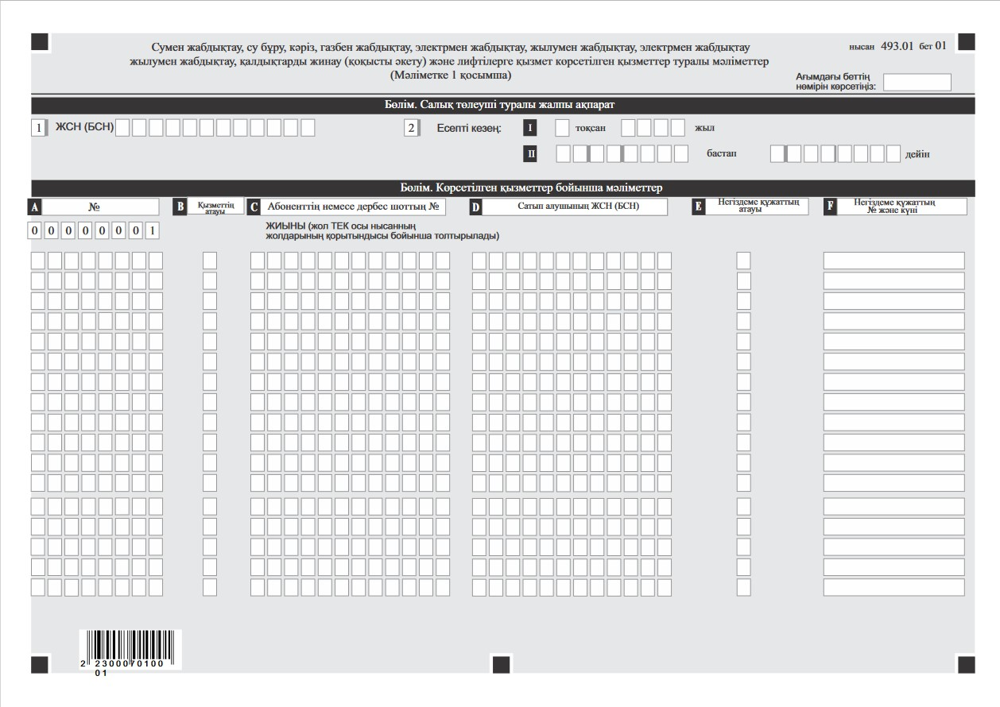 Сумен жабдықтау, су бұру, кәріз, газбен жабдықтау, электрмен жабдықтау, жылумен жабдықтау, электрмен жабдықтау
жылумен жабдықтау, қалдықтарды жинау (қоқысты әкету) және лифтілерге қызмет көрсетілген қызметтер туралы мәліметтер
(Мәліметке 1 қосымша)
нысан 493.01 бет 01
Ағымдағы беттің
нөмірін көрсетіңіз:
Бөлім. Салық төлеуші туралы жалпы ақпарат
1 ЖСН (БСН) 2 Есепті кезең: I тоқсан жыл
II бастап дейін
Бөлім. Көрсетілген қызметтер бойынша мәліметтер
A № B Қызметтің атауы C Абоненттің немесе дербес шоттың № D Сатып алушының ЖСН (БСН) E Негіздеме құжаттың атауы F Негіздеме құжаттың № және күні
0 0 0 0 0 0 0 1 ЖИЫНЫ (жол ТЕК осы нысанның
жолдарының қорытындысы бойынша толтырылады)
2 2300070100
01